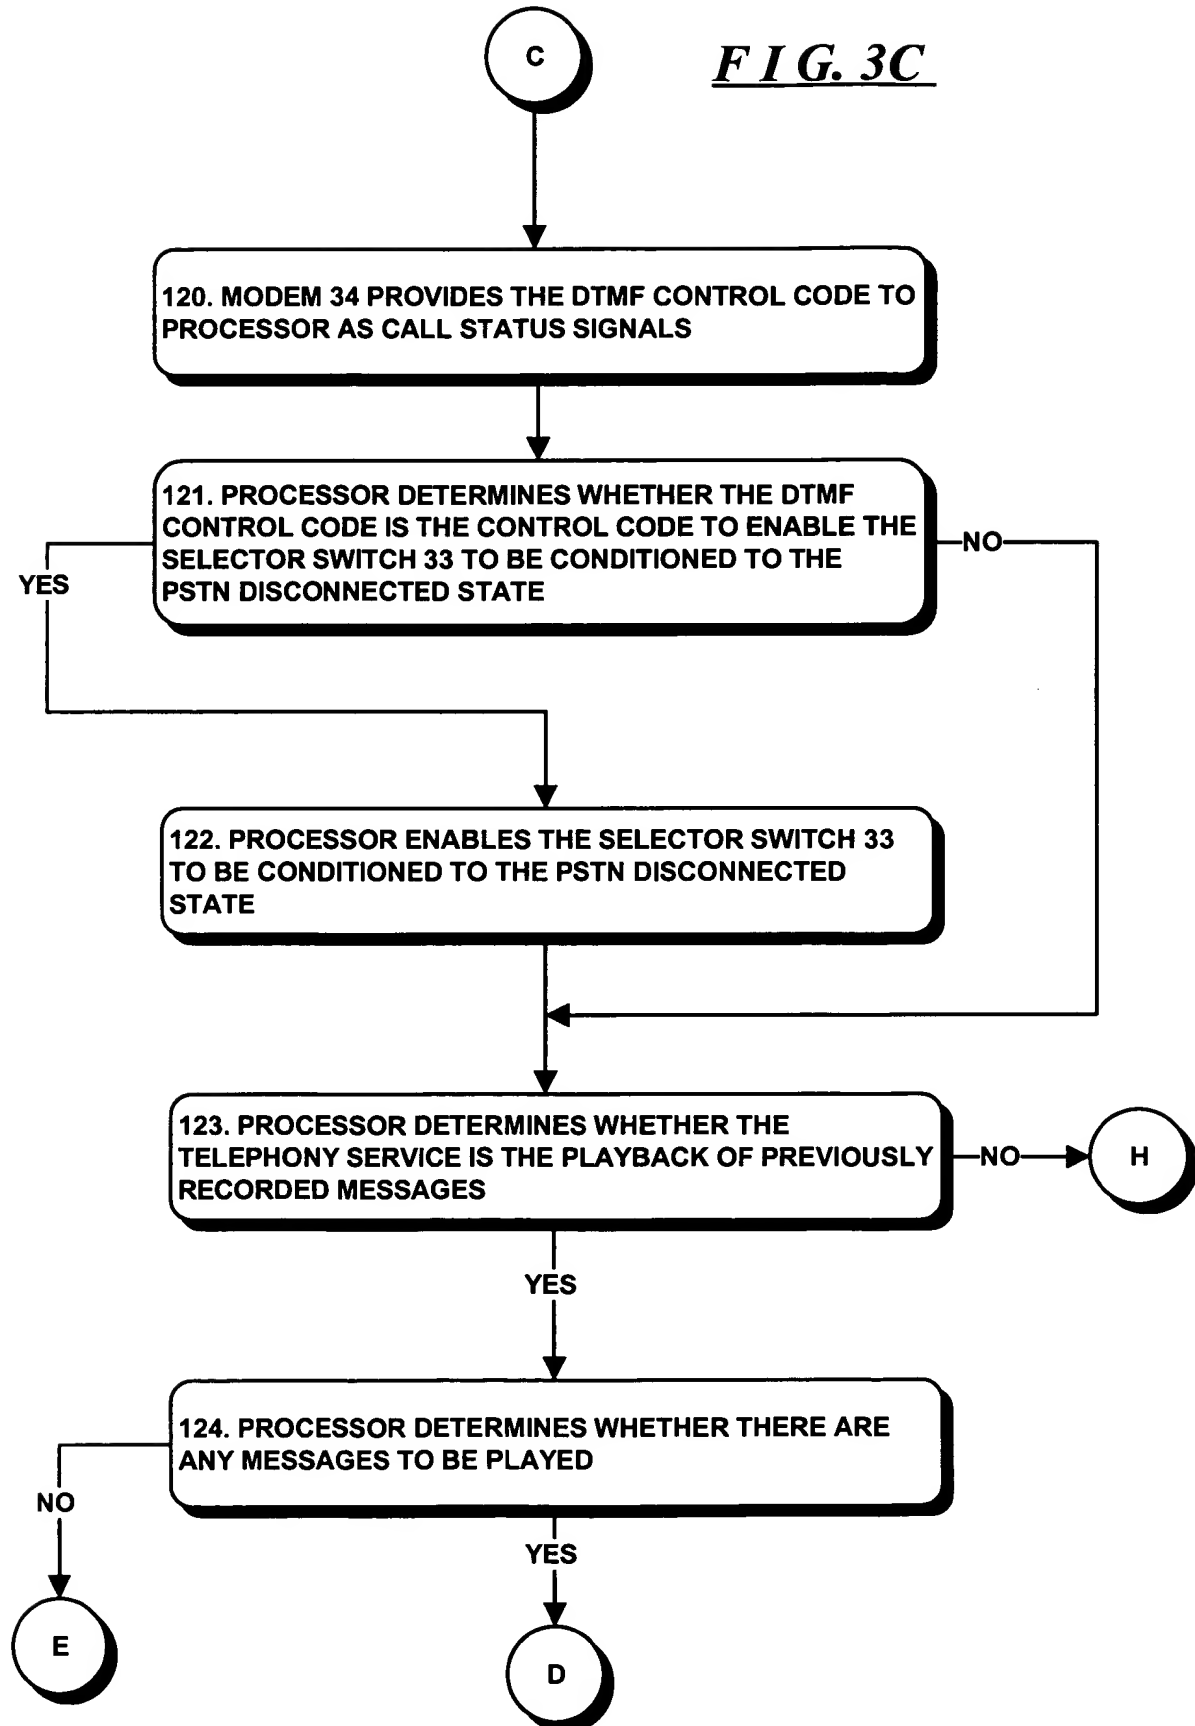 C
F I G. 3C
120. MODEM 34 PROVIDES THE DTMF CONTROL CODE TO
PROCESSOR AS CALL STATUS SIGNALS
121. PROCESSOR DETERMINES WHETHER THE DTMF
CONTROL CODE IS THE CONTROL CODE TO ENABLE THE
SELECTOR SWITCH 33 TO BE CONDITIONED TO THE
PSTN DISCONNECTED STATE
NO
YES
122. PROCESSOR ENABLES THE SELECTOR SWITCH 33
TO BE CONDITIONED TO THE PSTN DISCONNECTED
STATE
123. PROCESSOR DETERMINES WHETHER THE
TELEPHONY SERVICE IS THE PLAYBACK OF PREVIOUSLY
RECORDED MESSAGES
NO
H
YES
124. PROCESSOR DETERMINES WHETHER THERE ARE
ANY MESSAGES TO BE PLAYED
NO
YES
E
D